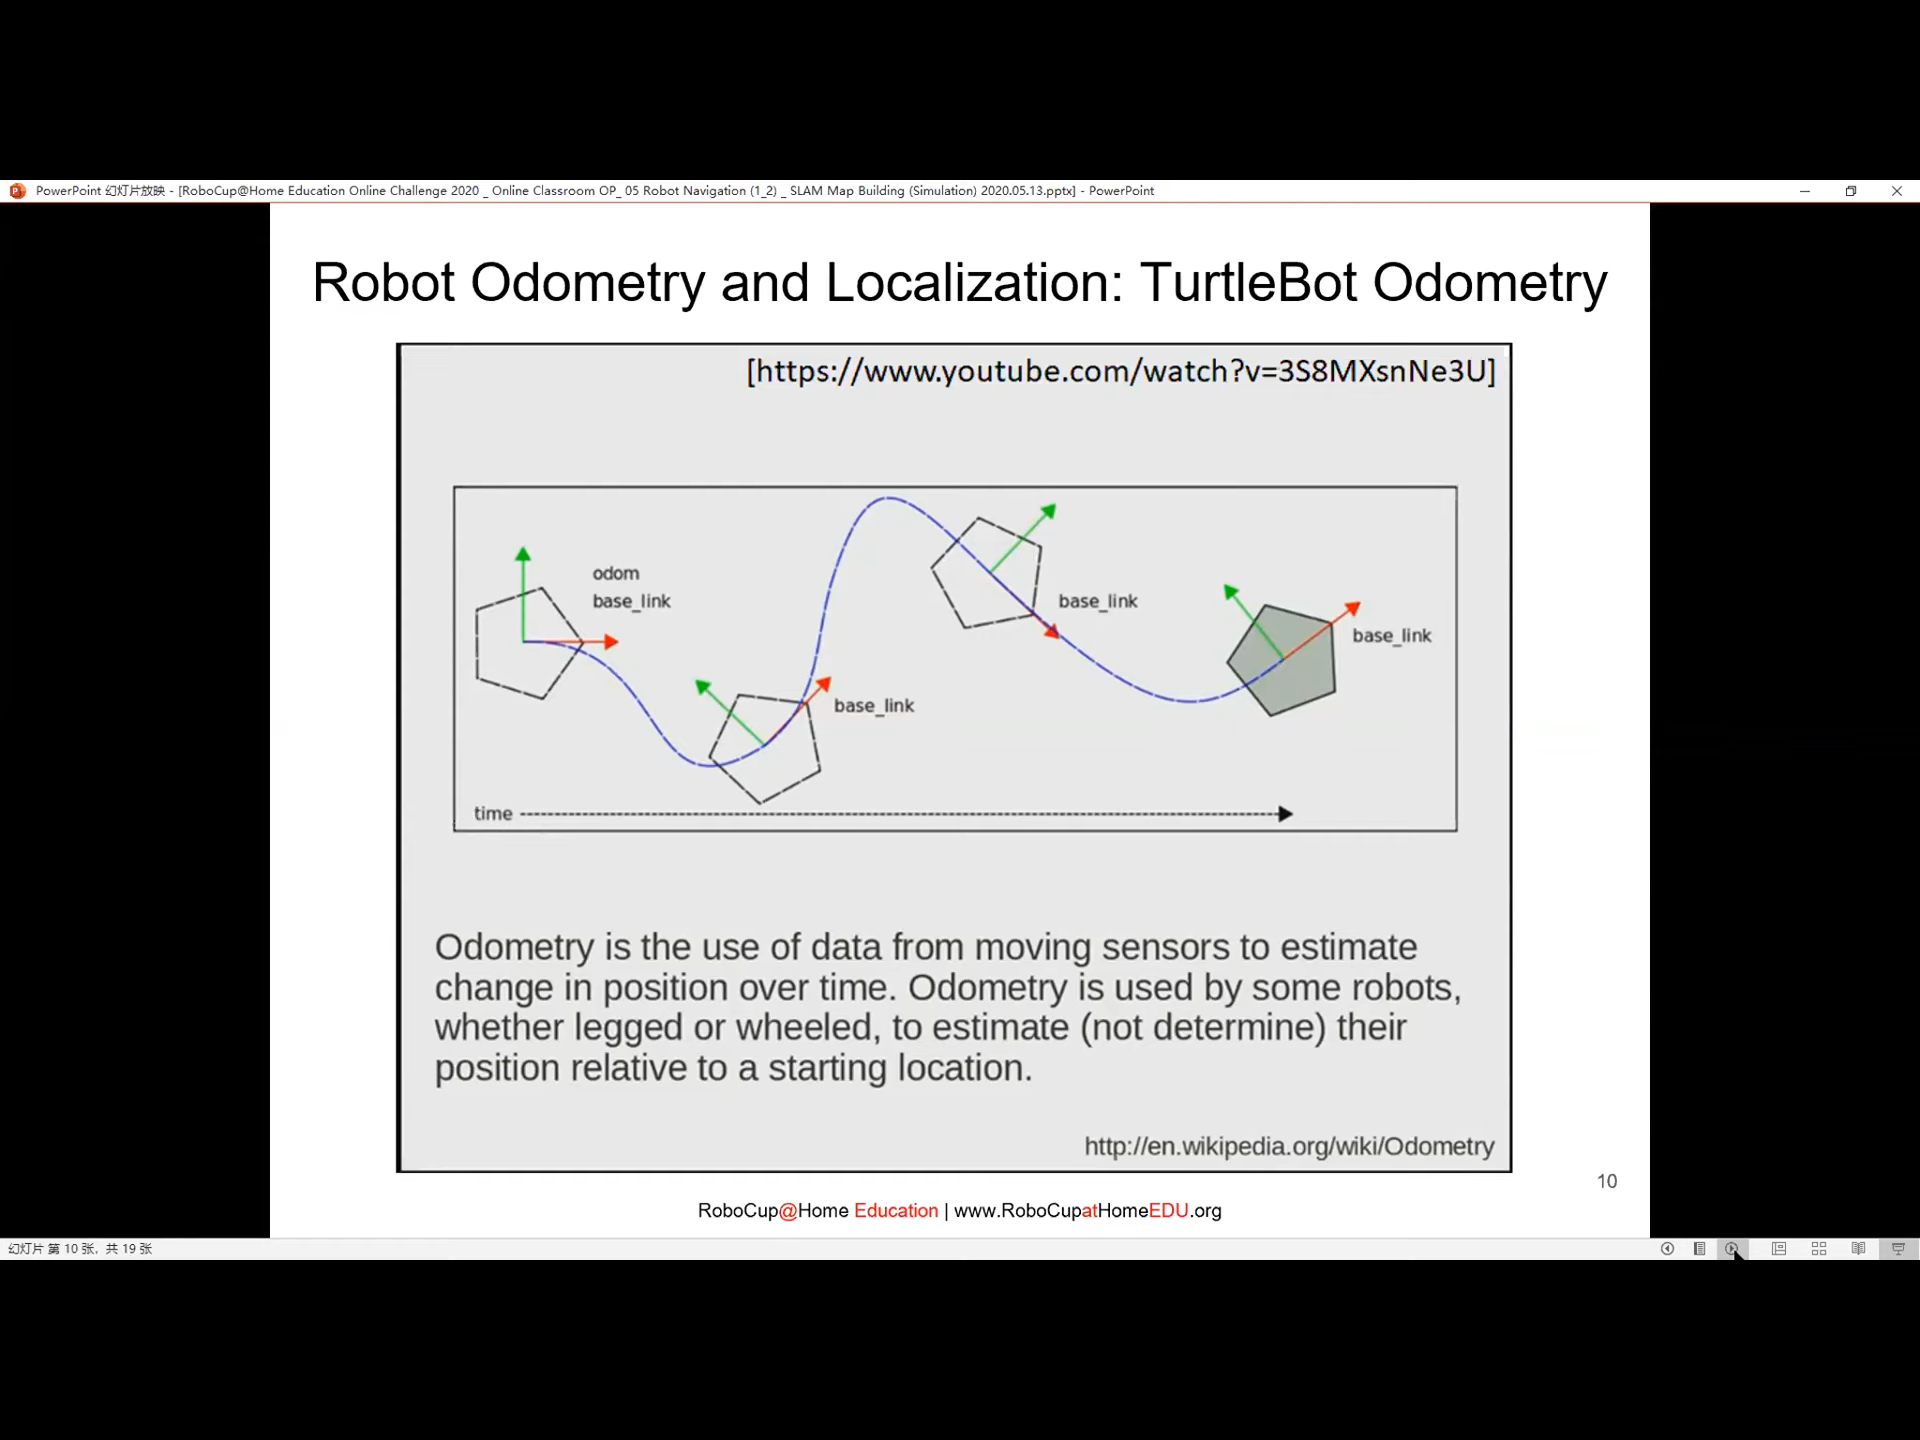 PowerPoint 幻灯片放映 - [RoboCup@Home Education Online Challenge 2020 _ Online Classroom OP_ 05 Robot Navigation (1_2) _ SLAM Map Building (Simulation) 2020.05.13.pptx] - PowerPoint
Robot Odometry and Localization: TurtleBot Odometry
[https://www.youtube.com/watch?v=3S8MXsnNe3U]
odom
base_link
base_link
base_link
base_link
time
Odometry is the use of data from moving sensors to estimate
change in position over time. Odometry is used by some robots,
whether legged or wheeled, to estimate (not determine) their
position relative to a starting location.
http://en.wikipedia.org/wiki/Odometry
10
RoboCup@Home Education | www.RoboCupatHomeEDU.org
幻灯片 第 10 张，共 19 张